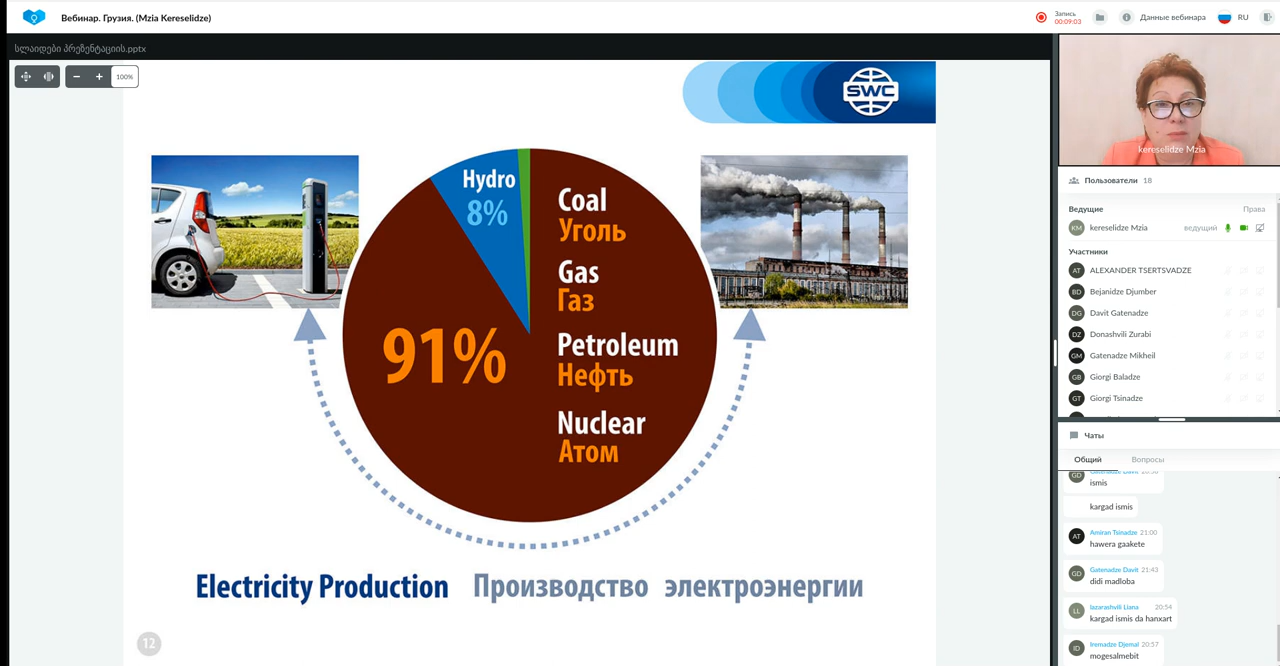 Вебинар. Грузия. (Mzia Kereselidze)
Запись
00:09:03
Данные вебинара
RU
სლაიდები პრეზენტაციის.pptx
100%
SWC
Hydro
8%
91%
Coal
Уголь
Gas
Газ
Petroleum
Нефть
Nuclear
Атом
Electricity Production Производство электроэнергии
12
kereselidze Mzia
Пользователи 18
Ведущие Права
KM kereselidze Mzia ведущий
Участники
AT ALEXANDER TSERTSVADZE
BD Bejanidze Djumber
DG Davit Gatenadze
DZ Donashvili Zurabi
GM Gatenadze Mikheil
GB Giorgi Baladze
GT Giorgi Tsinadze
Чаты
Общий Вопросы
GD Gatenadze Davit
ismis
kargad ismis
AT Amiran Tsinadze 21:00
hawera gaakete
GD Gatenadze Davit 21:43
didi madloba
LL lazarashvili Liana 20:54
kargad ismis da hanxart
ID Iremadze Djemal 20:57
mogesalmebit